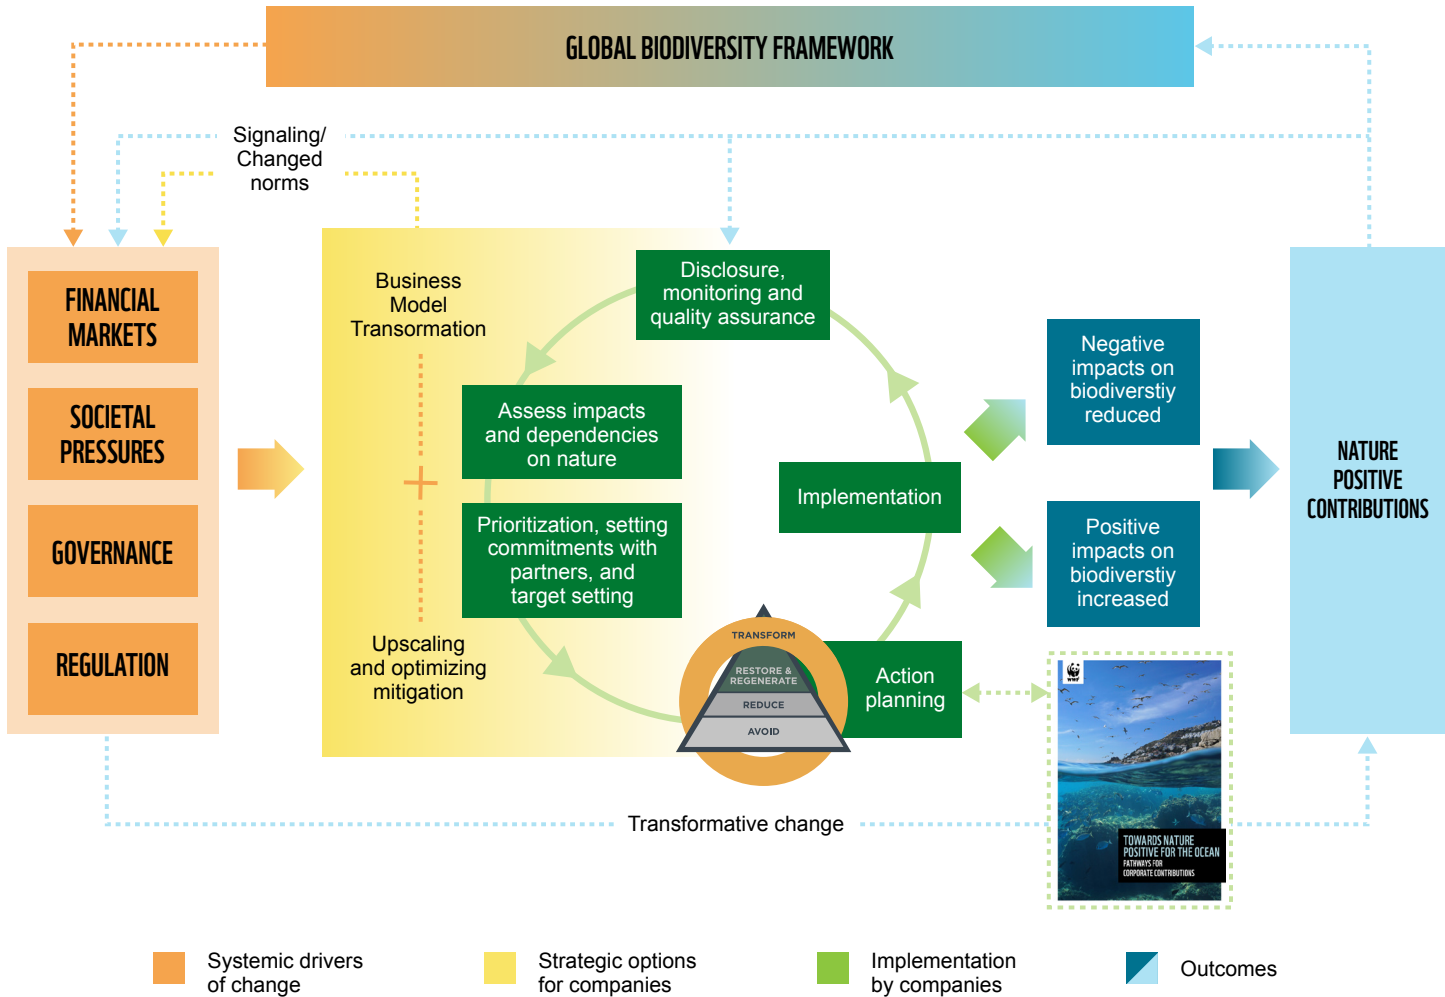 GLOBAL BIODIVERSITY FRAMEWORK
Signaling/
Changed
norms
FINANCIAL
MARKETS
SOCIETAL
PRESSURES
GOVERNANCE
REGULATION
Business
Model
Transormation
Upscaling
and optimizing
mitigation
Disclosure,
monitoring and
quality assurance
Assess impacts
and dependencies
on nature
Prioritization, setting
commitments with
partners, and
target setting
Implementation
Action
planning
TRANSFORM
RESTORE &
REGENERATE
REDUCE
AVOID
Negative
impacts on
biodiverstiy
reduced
Positive
impacts on
biodiverstiy
increased
NATURE
POSITIVE
CONTRIBUTIONS
WWF
TOWARDS NATURE
POSITIVE FOR THE OCEAN
PATHWAYS FOR
CORPORATE CONTRIBUTIONS
Transformative change
Systemic drivers
of change
Strategic options
for companies
Implementation
by companies
Outcomes